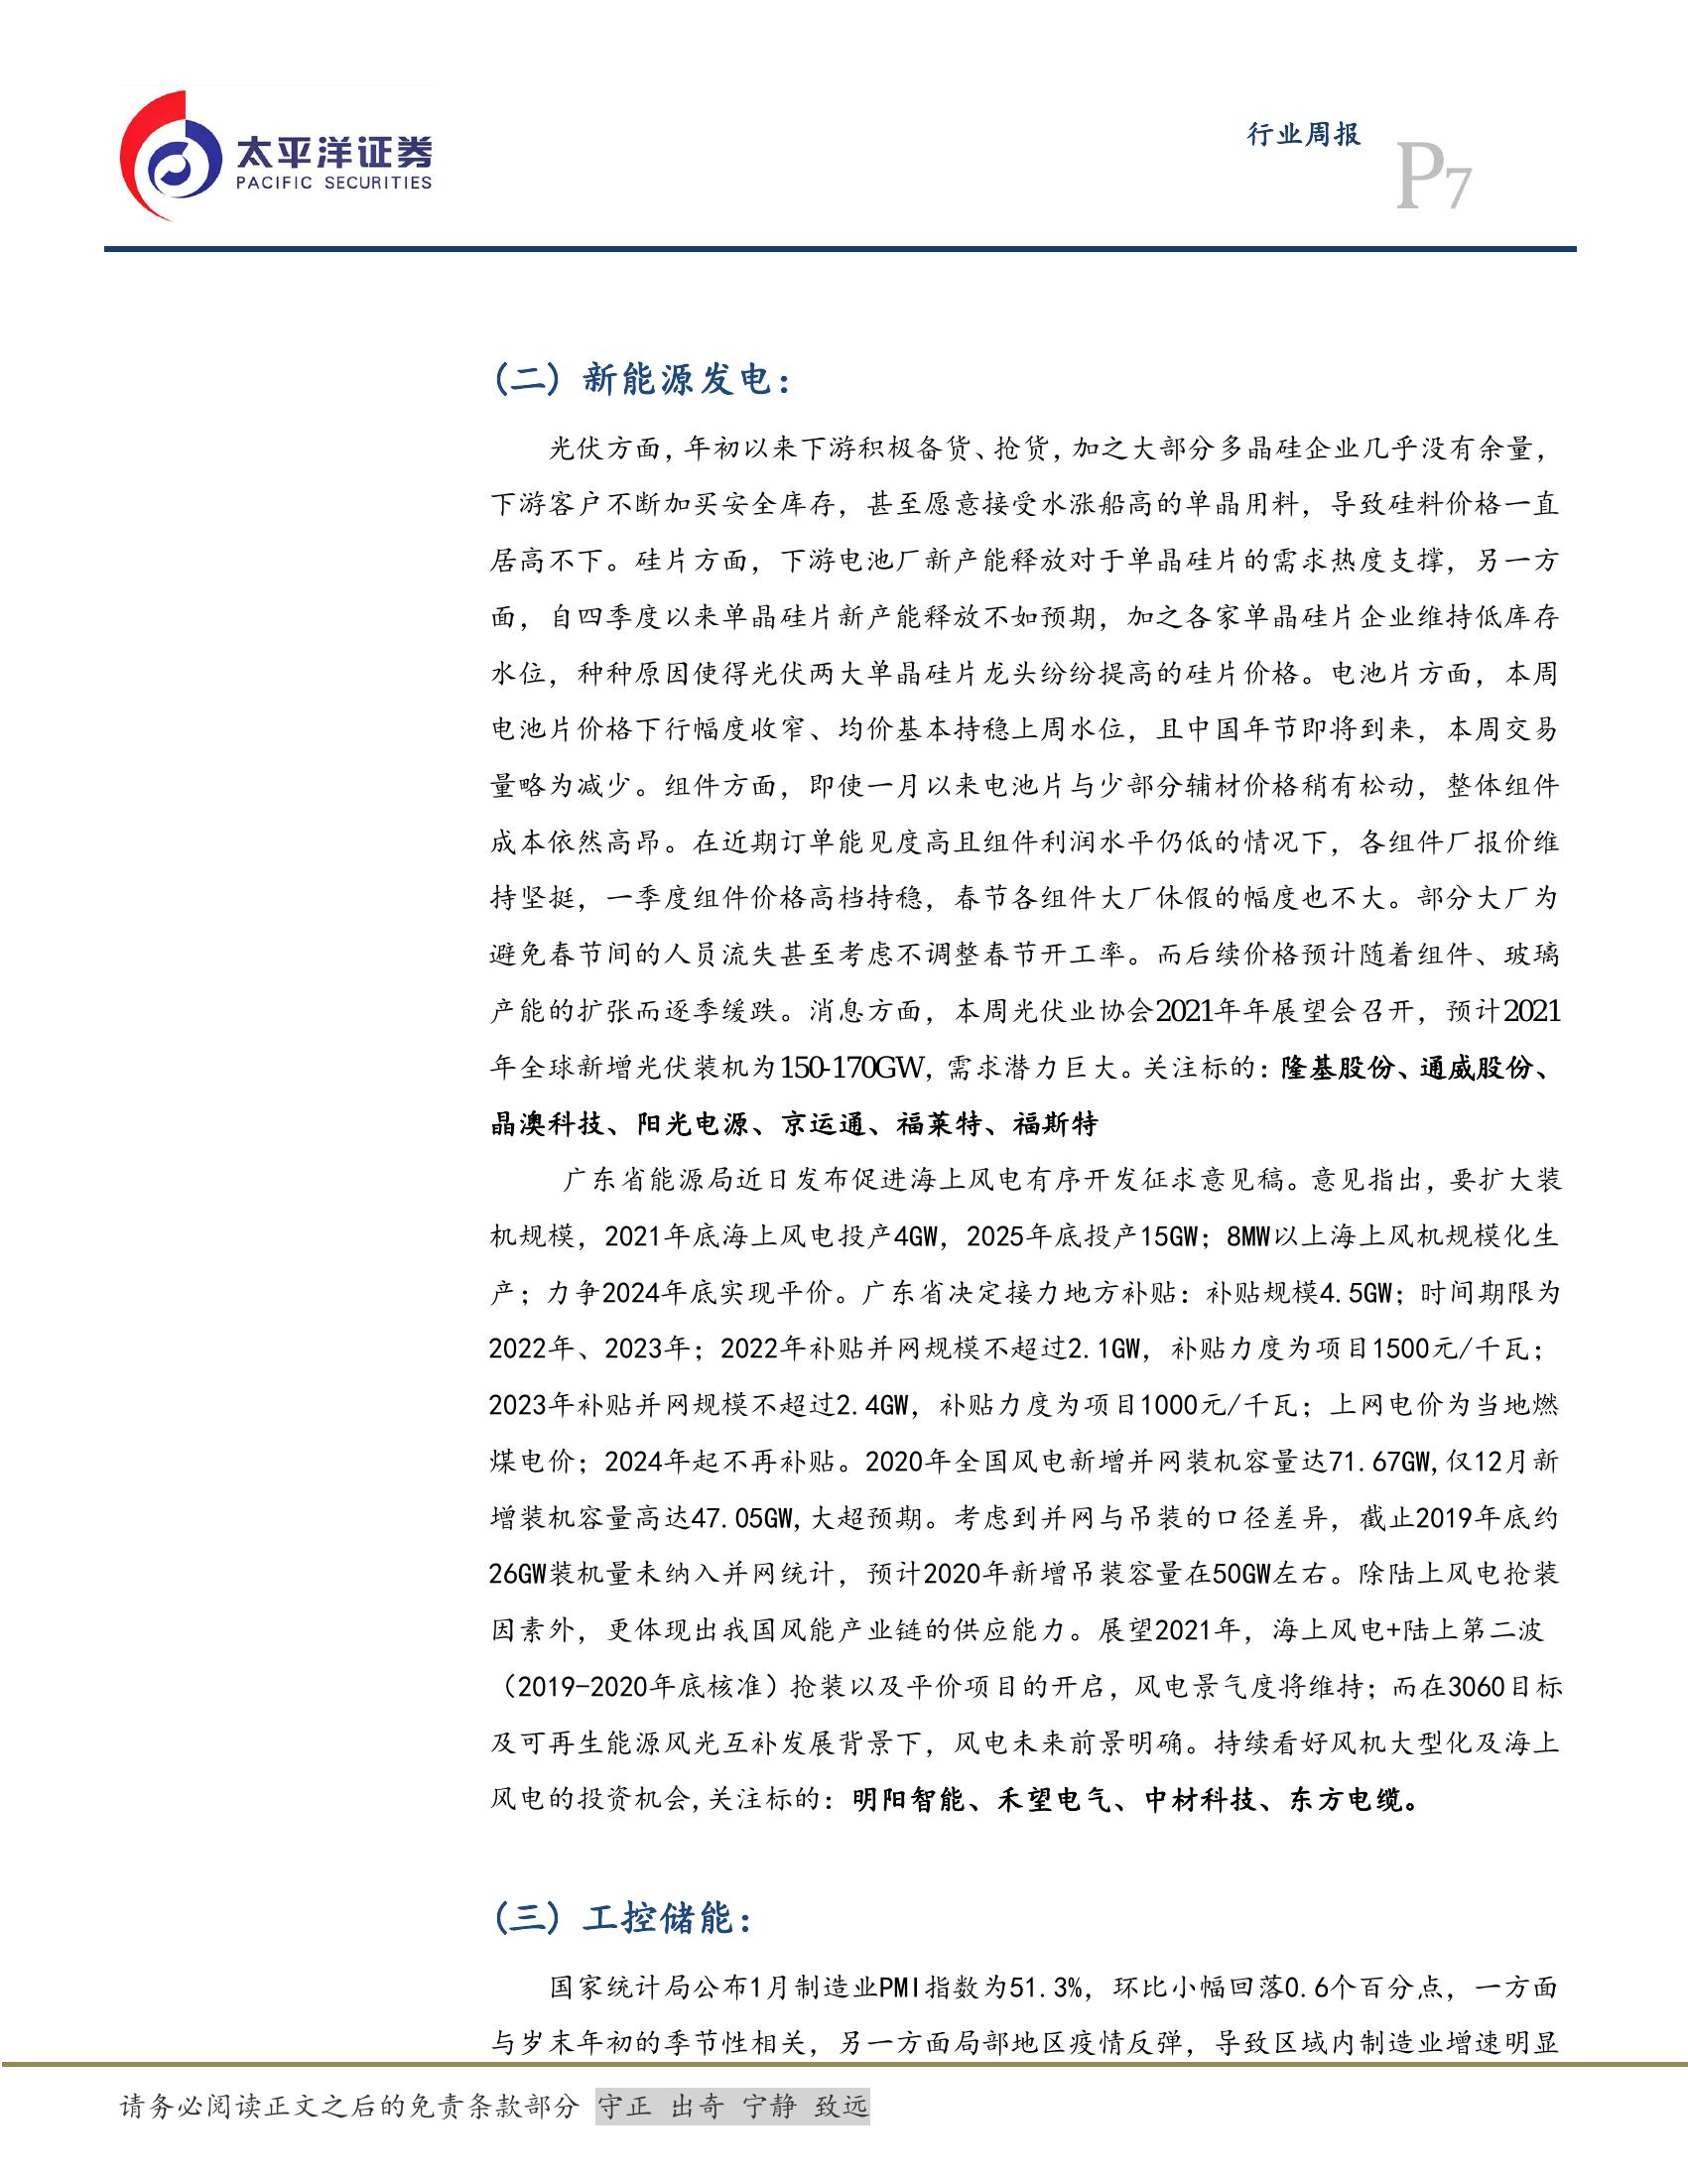 太平洋证券
PACIFIC SECURITIES
行业周报
P7
(二) 新能源发电：
光伏方面，年初以来下游积极备货、抢货，加之大部分多晶硅企业几乎没有余量，
下游客户不断加买安全库存，甚至愿意接受水涨船高的单晶用料，导致硅料价格一直
居高不下。硅片方面，下游电池厂新产能释放对于单晶硅片的需求热度支撑，另一方
面，自四季度以来单晶硅片新产能释放不如预期，加之各家单晶硅片企业维持低库存
水位，种种原因使得光伏两大单晶硅片龙头纷纷提高的硅片价格。电池片方面，本周
电池片价格下行幅度收窄、均价基本持稳上周水位，且中国年节即将到来，本周交易
量略为减少。组件方面，即使一月以来电池片与少部分辅材价格稍有松动，整体组件
成本依然高昂。在近期订单能见度高且组件利润水平仍低的情况下，各组件厂报价维
持坚挺，一季度组件价格高档持稳，春节各组件大厂休假的幅度也不大。部分大厂为
避免春节间的人员流失甚至考虑不调整春节开工率。而后续价格预计随着组件、玻璃
产能的扩张而逐季缓跌。消息方面，本周光伏业协会2021年年展望会召开，预计2021
年全球新增光伏装机为150-170GW，需求潜力巨大。关注标的：隆基股份、通威股份、
晶澳科技、阳光电源、京运通、福莱特、福斯特
广东省能源局近日发布促进海上风电有序开发征求意见稿。意见指出，要扩大装
机规模，2021年底海上风电投产4GW，2025年底投产15GW；8MW以上海上风机规模化生
产；力争2024年底实现平价。广东省决定接力地方补贴：补贴规模4.5GW；时间期限为
2022年、2023年；2022年补贴并网规模不超过2.1GW，补贴力度为项目1500元/千瓦；
2023年补贴并网规模不超过2.4GW，补贴力度为项目1000元/千瓦；上网电价为当地燃
煤电价；2024年起不再补贴。2020年全国风电新增并网装机容量达71.67GW,仅12月新
增装机容量高达47.05GW,大超预期。考虑到并网与吊装的口径差异，截止2019年底约
26GW装机量未纳入并网统计，预计2020年新增吊装容量在50GW左右。除陆上风电抢装
因素外，更体现出我国风能产业链的供应能力。展望2021年，海上风电+陆上第二波
（2019-2020年底核准）抢装以及平价项目的开启，风电景气度将维持；而在3060目标
及可再生能源风光互补发展背景下，风电未来前景明确。持续看好风机大型化及海上
风电的投资机会,关注标的：明阳智能、禾望电气、中材科技、东方电缆。
(三) 工控储能：
国家统计局公布1月制造业PMI指数为51.3%，环比小幅回落0.6个百分点，一方面
与岁末年初的季节性相关，另一方面局部地区疫情反弹，导致区域内制造业增速明显
请务必阅读正文之后的免责条款部分 守正 出奇 宁静 致远